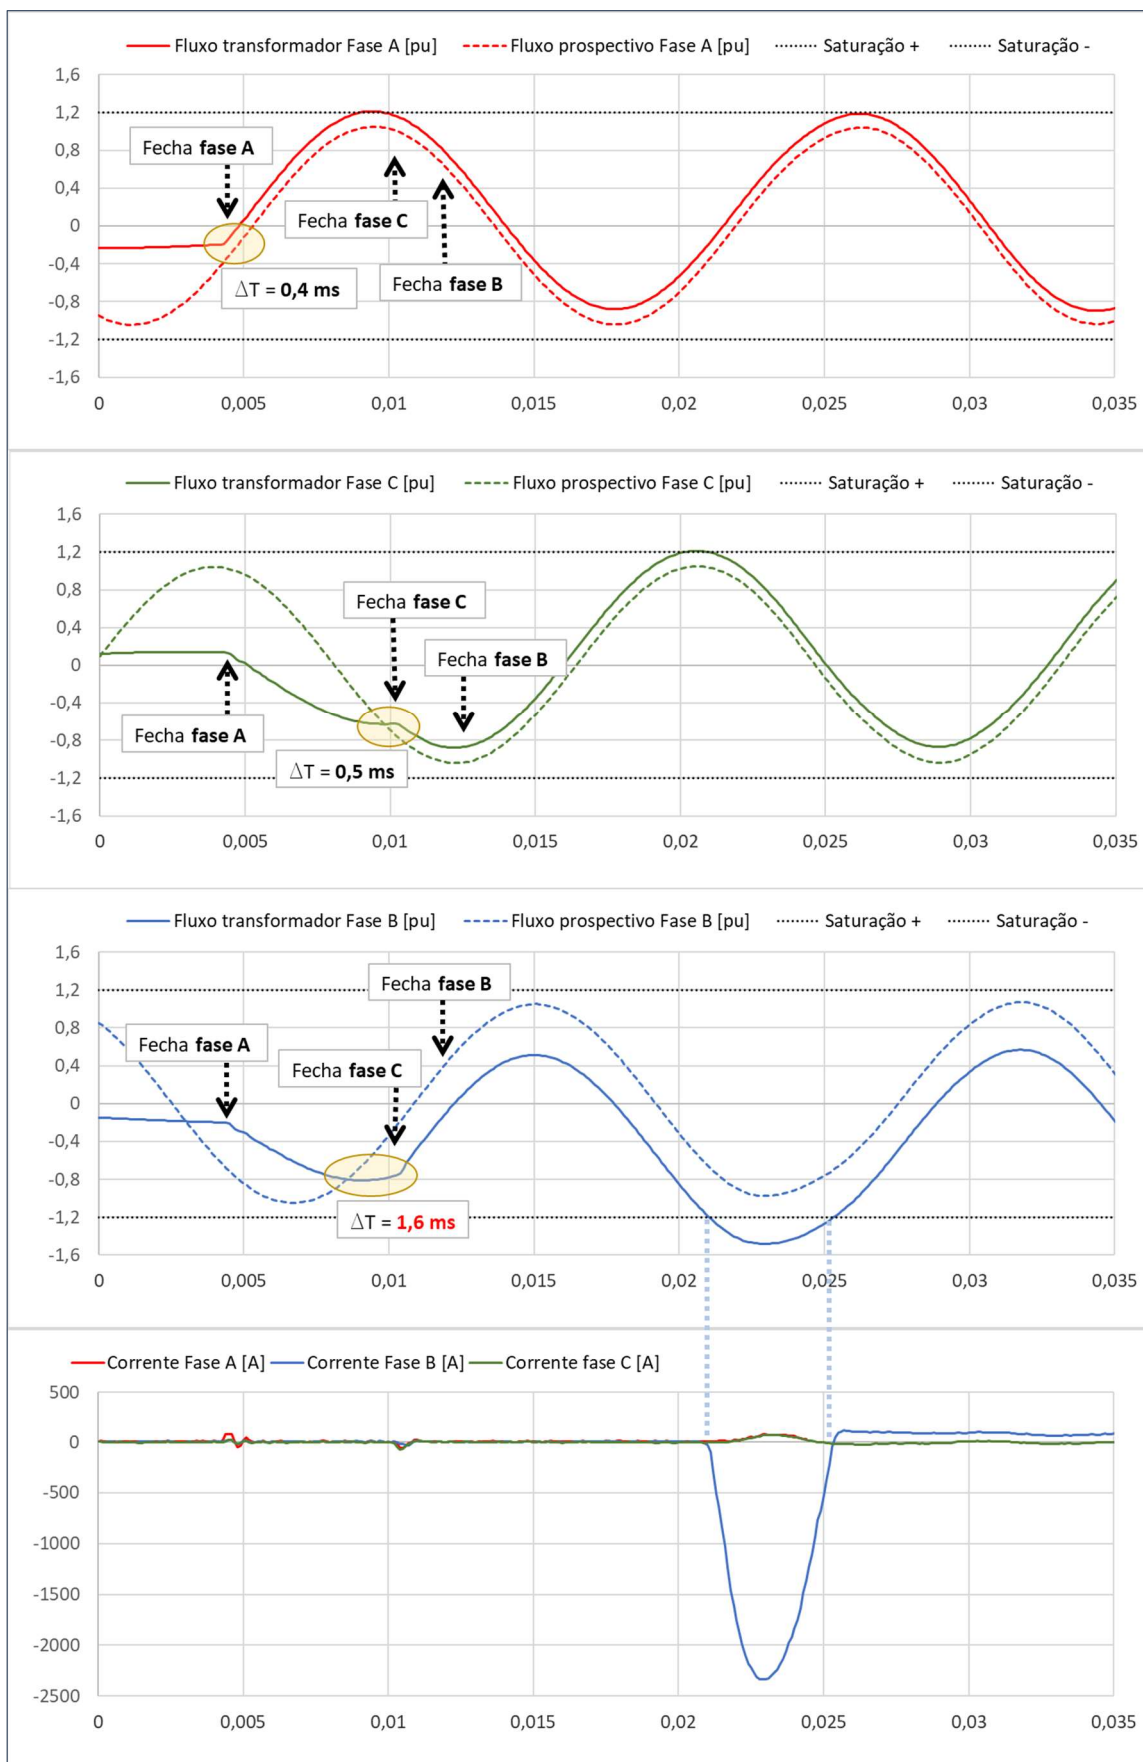 Fluxo transformador Fase A [pu] Fluxo prospectivo Fase A [pu] Saturação + Saturação -
1,6
1,2
0,8
0,4
0
-0,4
-0,8
-1,2
-1,6
Fecha fase A
Fecha fase C
Fecha fase B
ΔT = 0,4 ms
0 0,005 0,01 0,015 0,02 0,025 0,03 0,035
Fluxo transformador Fase C [pu] Fluxo prospectivo Fase C [pu] Saturação + Saturação -
1,6
1,2
0,8
0,4
0
-0,4
-0,8
-1,2
-1,6
Fecha fase C
Fecha fase B
Fecha fase A
ΔT = 0,5 ms
0 0,005 0,01 0,015 0,02 0,025 0,03 0,035
Fluxo transformador Fase B [pu] Fluxo prospectivo Fase B [pu] Saturação + Saturação -
1,6
1,2
0,8
0,4
0
-0,4
-0,8
-1,2
-1,6
Fecha fase B
Fecha fase A
Fecha fase C
ΔT = 1,6 ms
0 0,005 0,01 0,015 0,02 0,025 0,03 0,035
Corrente Fase A [A] Corrente Fase B [A] Corrente fase C [A]
500
0
-500
-1000
-1500
-2000
-2500
0 0,005 0,01 0,015 0,02 0,025 0,03 0,035